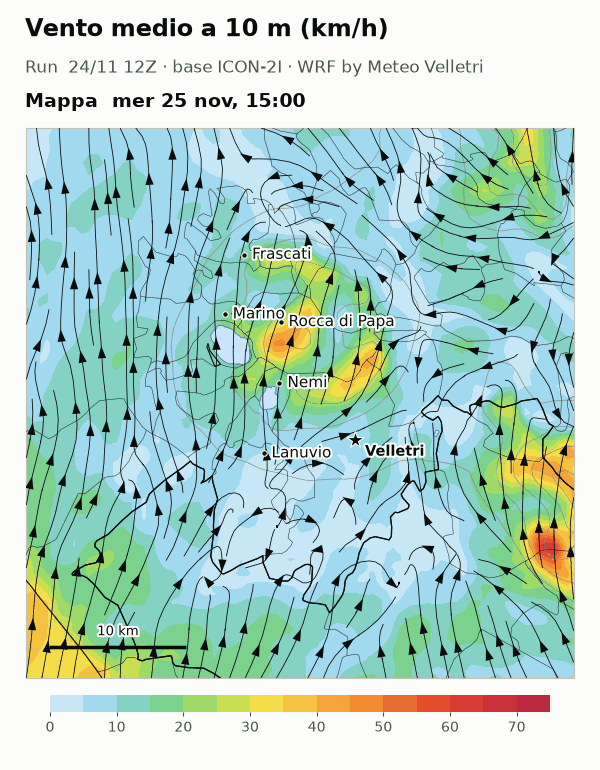 Vento medio a 10 m (km/h)
Run  24/11 12Z · base ICON-2I · WRF by Meteo Velletri
Mappa  mer 25 nov, 15:00
Frascati
Marino
Rocca di Papa
Nemi
Velletri
Lanuvio
10 km
0 10 20 30 40 50 60 70